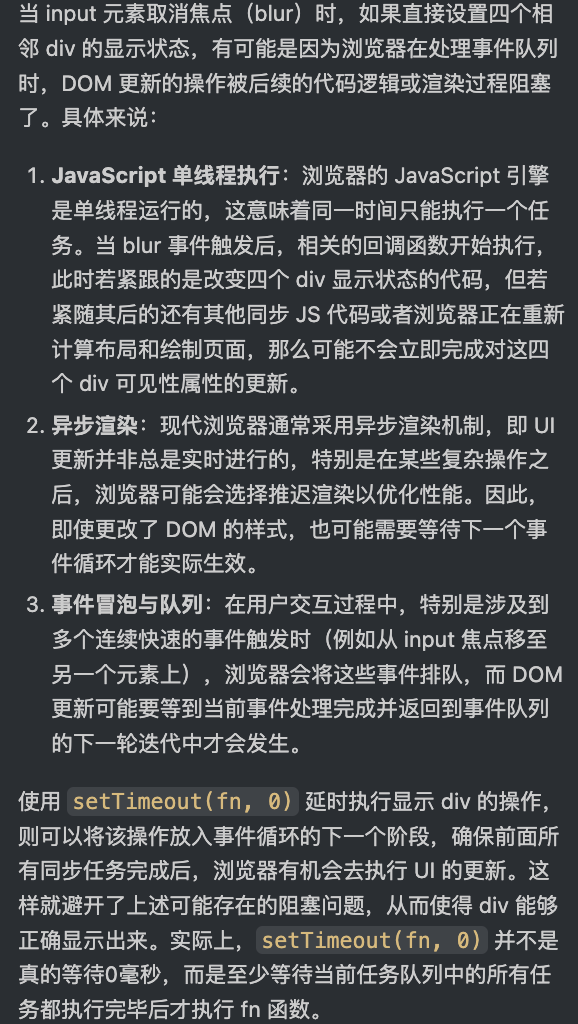 当 input 元素取消焦点（blur）时，如果直接设置四个相
邻 div 的显示状态，有可能是因为浏览器在处理事件队列
时，DOM 更新的操作被后续的代码逻辑或渲染过程阻塞
了。具体来说：
1. JavaScript 单线程执行：浏览器的 JavaScript 引擎
是单线程运行的，这意味着同一时间只能执行一个任
务。当 blur 事件触发后，相关的回调函数开始执行，
此时若紧跟的是改变四个 div 显示状态的代码，但若
紧随其后的还有其他同步 JS 代码或者浏览器正在重新
计算布局和绘制页面，那么可能不会立即完成对这四
个 div 可见性属性的更新。
2. 异步渲染：现代浏览器通常采用异步渲染机制，即 UI
更新并非总是实时进行的，特别是在某些复杂操作之
后，浏览器可能会选择推迟渲染以优化性能。因此，
即使更改了 DOM 的样式，也可能需要等待下一个事
件循环才能实际生效。
3. 事件冒泡与队列：在用户交互过程中，特别是涉及到
多个连续快速的事件触发时（例如从 input 焦点移至
另一个元素上），浏览器会将这些事件排队，而 DOM
更新可能要等到当前事件处理完成并返回到事件队列
的下一轮迭代中才会发生。
使用 setTimeout(fn, 0) 延时执行显示 div 的操作，
则可以将该操作放入事件循环的下一个阶段，确保前面所
有同步任务完成后，浏览器有机会去执行 UI 的更新。这
样就避开了上述可能存在的阻塞问题，从而使得 div 能够
正确显示出来。实际上，setTimeout(fn, 0) 并不是
真的等待0毫秒，而是至少等待当前任务队列中的所有任
务都执行完毕后才执行 fn 函数。